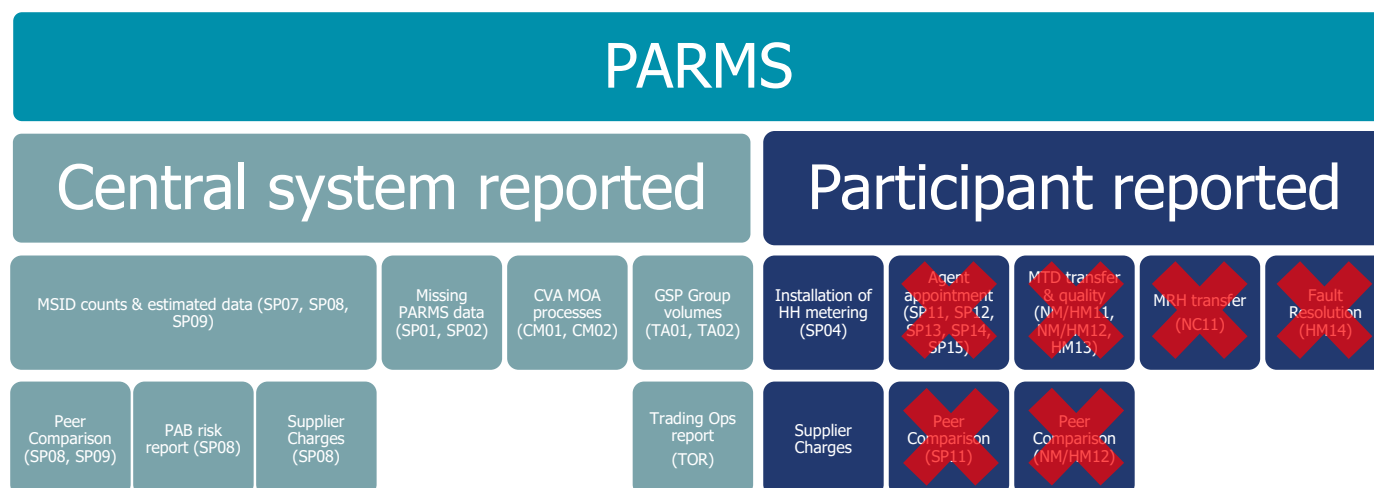 PARMS
Central system reported
Participant reported
MSID counts & estimated data (SP07, SP08,
SP09)
Missing
PARMS data
(SP01, SP02)
CVA MOA
processes
(CM01, CM02)
GSP Group
volumes
(TA01, TA02)
Installation of
HH metering
(SP04)
Agent
appointment
(SP11, SP12,
SP13, SP14,
SP15)
MTD transfer
& quality
(NM/HM11,
NM/HM12,
HM13)
MRH transfer
(NC11)
Fault
Resolution
(HM14)
Peer
Comparison
(SP08, SP09)
PAB risk
report (SP08)
Supplier
Charges
(SP08)
Trading Ops
report
(TOR)
Supplier
Charges
Peer
Comparison
(SP11)
Peer
Comparison
(NM/HM12)